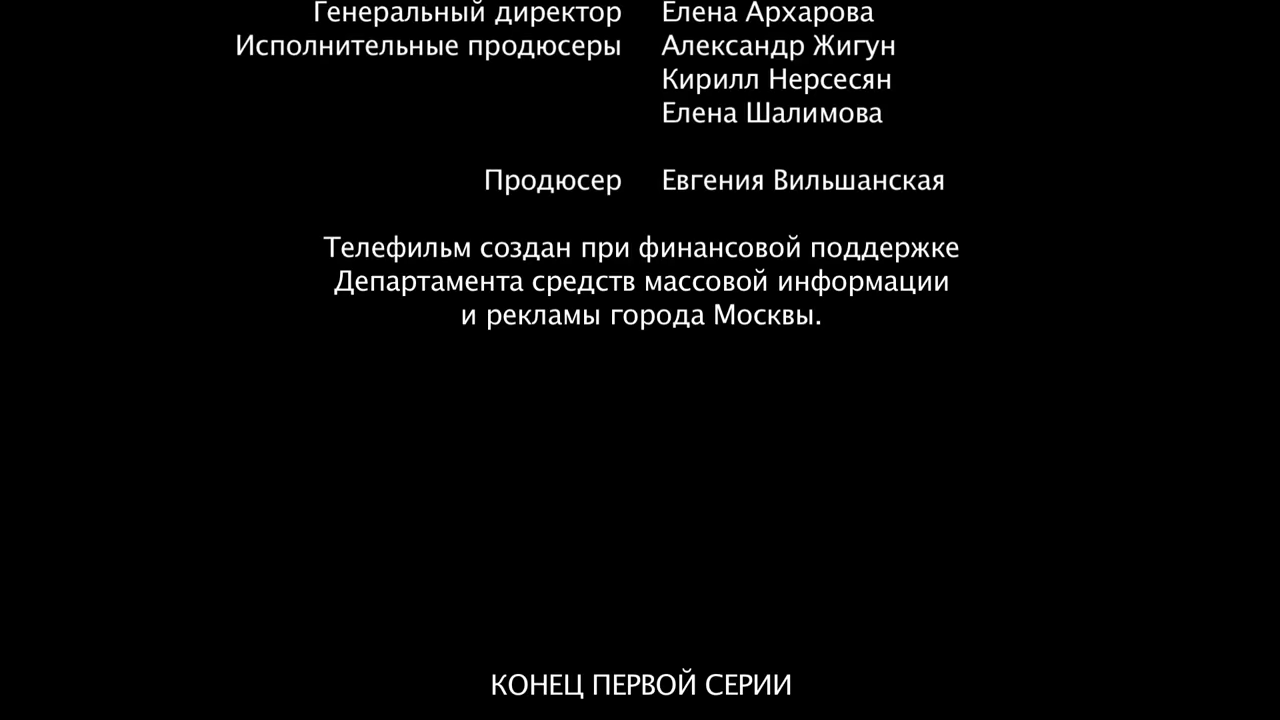 Генеральный директор Елена Архарова
Исполнительные продюсеры Александр Жигун
Кирилл Нерсесян
Елена Шалимова
Продюсер Евгения Вильшанская
Телефильм создан при финансовой поддержке
Департамента средств массовой информации
и рекламы города Москвы.
КОНЕЦ ПЕРВОЙ СЕРИИ